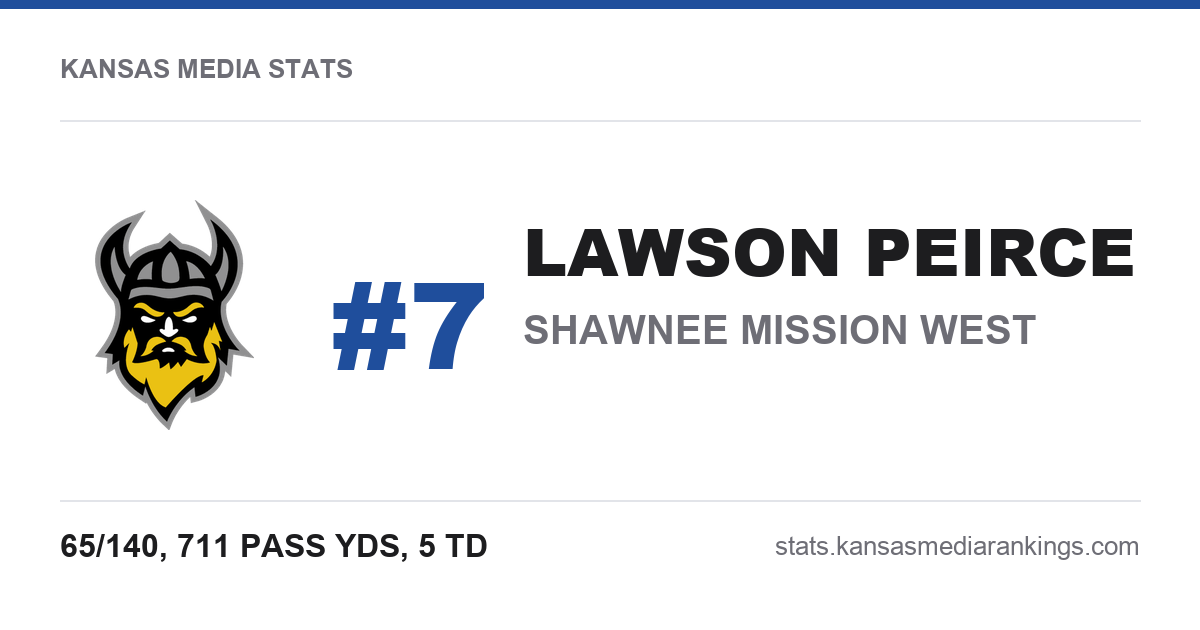 KANSAS MEDIA STATS
#7
LAWSON PEIRCE
SHAWNEE MISSION WEST
65/140, 711 PASS YDS, 5 TD
stats.kansasmediarankings.com